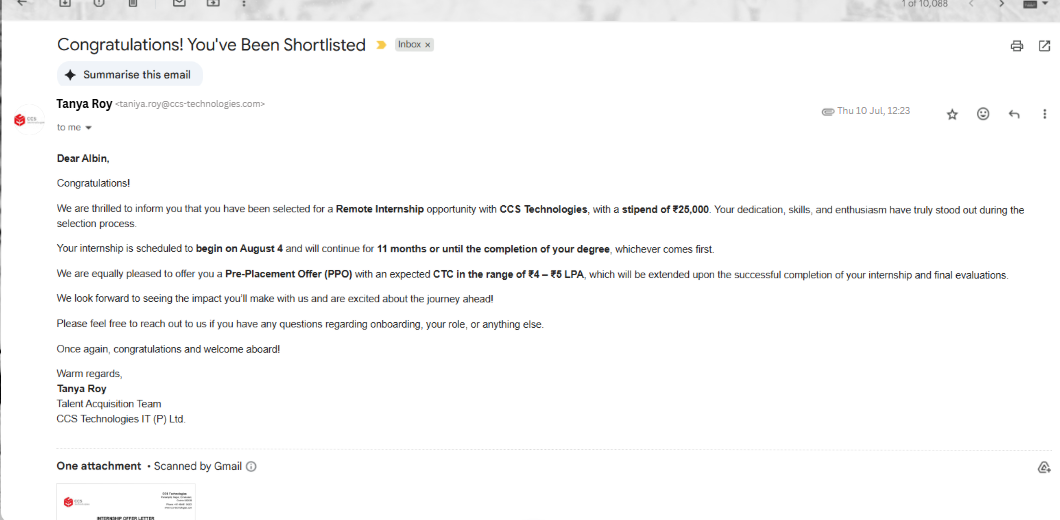 1 of 10,088
Congratulations! You've Been Shortlisted
Inbox ×
Summarise this email
Tanya Roy <taniya.roy@ccs-technologies.com>
Thu 10 Jul, 12:23
to me
CCS
Dear Albin,
Congratulations!
We are thrilled to inform you that you have been selected for a Remote Internship opportunity with CCS Technologies, with a stipend of ₹25,000. Your dedication, skills, and enthusiasm have truly stood out during the
selection process.
Your internship is scheduled to begin on August 4 and will continue for 11 months or until the completion of your degree, whichever comes first.
We are equally pleased to offer you a Pre-Placement Offer (PPO) with an expected CTC in the range of ₹4 – ₹5 LPA, which will be extended upon the successful completion of your internship and final evaluations.
We look forward to seeing the impact you'll make with us and are excited about the journey ahead!
Please feel free to reach out to us if you have any questions regarding onboarding, your role, or anything else.
Once again, congratulations and welcome aboard!
Warm regards,
Tanya Roy
Talent Acquisition Team
CCS Technologies IT (P) Ltd.
One attachment • Scanned by Gmail
CCS Technologies
CCS
INTERNSHIP OFFER LETTER